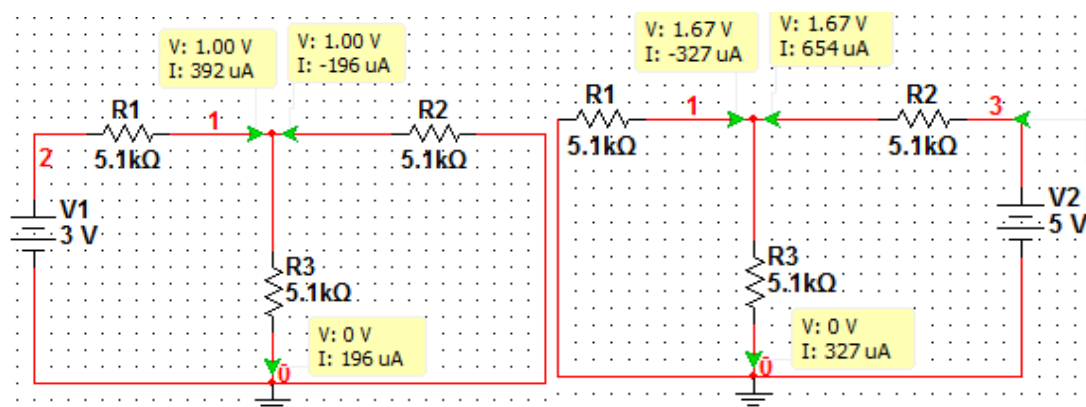 V: 1.00 V
I: 392 uA
V: 1.00 V
I: -196 uA
R1
1
R2
5.1kΩ
5.1kΩ
2
V1
3 V
R3
5.1kΩ
V: 0 V
I: 196 uA
0
V: 1.67 V
I: -327 uA
V: 1.67 V
I: 654 uA
R1
1
R2
3
5.1kΩ
5.1kΩ
V2
5 V
R3
5.1kΩ
V: 0 V
I: 327 uA
0